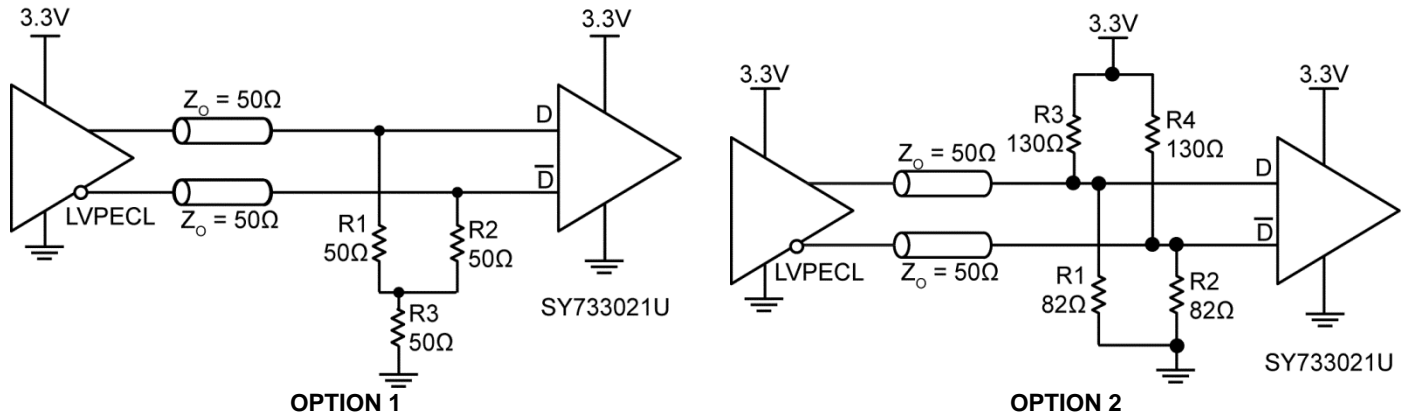 3.3V
3.3V
Z_O = 50Ω
D
D̅
LVPECL
Z_O = 50Ω
R1
50Ω
R2
50Ω
R3
50Ω
SY733021U
OPTION 1
3.3V
3.3V
3.3V
R3
130Ω
R4
130Ω
Z_O = 50Ω
D
D̅
LVPECL
Z_O = 50Ω
R1
82Ω
R2
82Ω
SY733021U
OPTION 2